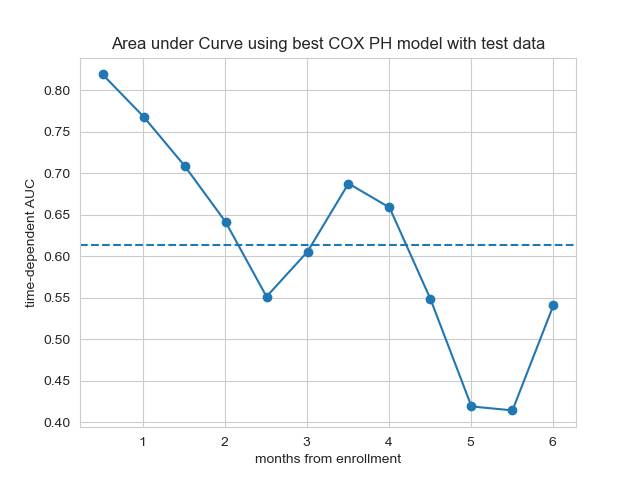 Area under Curve using best COX PH model with test data
time-dependent AUC
0.80
0.75
0.70
0.65
0.60
0.55
0.50
0.45
0.40
1 2 3 4 5 6
months from enrollment